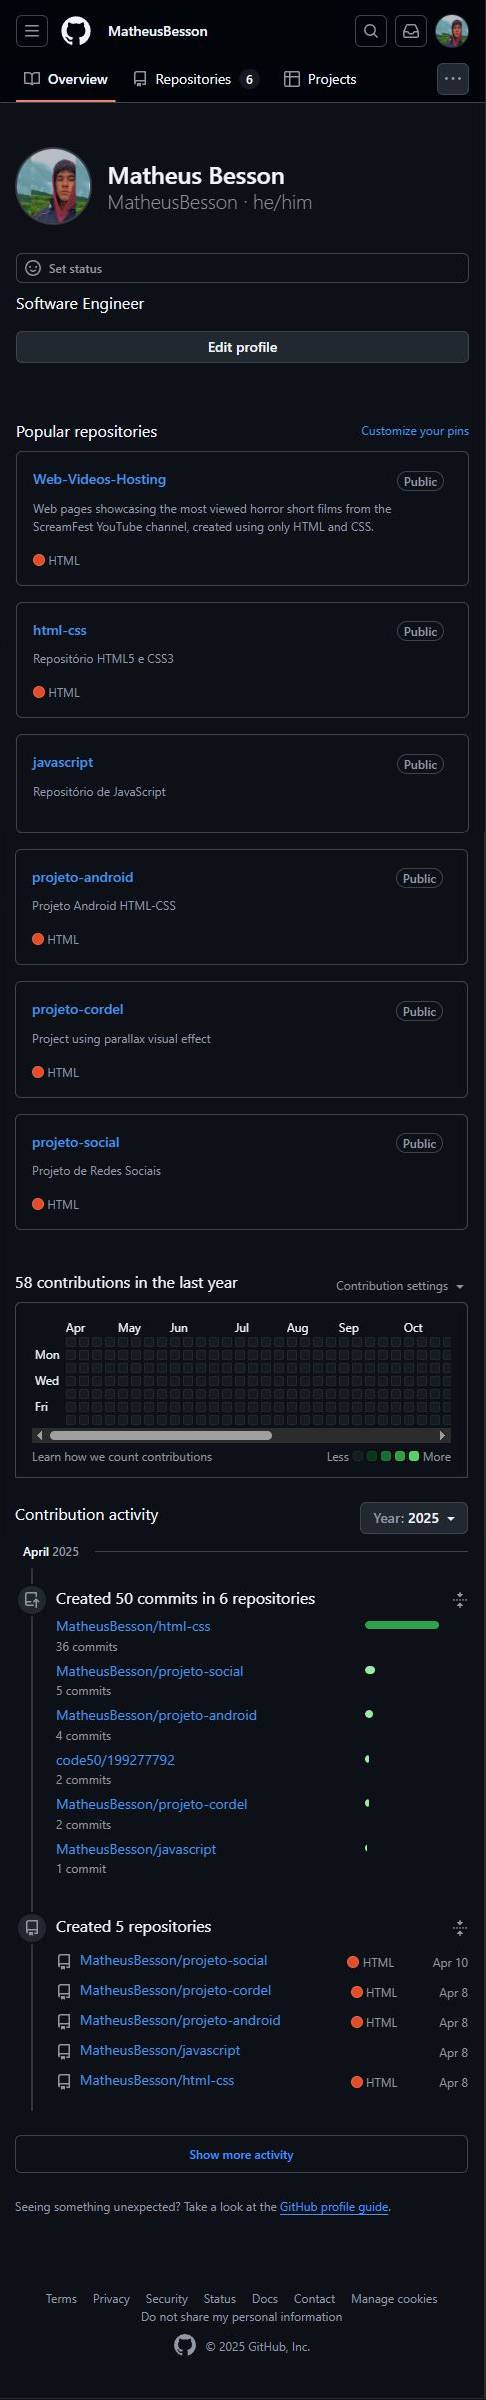 MatheusBesson
Overview
Repositories 6
Projects
Matheus Besson
MatheusBesson · he/him
Set status
Software Engineer
Edit profile
Popular repositories
Customize your pins
Web-Videos-Hosting
Public
Web pages showcasing the most viewed horror short films from the
ScreamFest YouTube channel, created using only HTML and CSS.
HTML
html-css
Public
Repositório HTML5 e CSS3
HTML
javascript
Public
Repositório de JavaScript
projeto-android
Public
Projeto Android HTML-CSS
HTML
projeto-cordel
Public
Project using parallax visual effect
HTML
projeto-social
Public
Projeto de Redes Sociais
HTML
58 contributions in the last year
Contribution settings
Apr May Jun Jul Aug Sep Oct
Mon
Wed
Fri
Learn how we count contributions
Less More
Contribution activity
Year: 2025
April 2025
Created 50 commits in 6 repositories
MatheusBesson/html-css
36 commits
MatheusBesson/projeto-social
5 commits
MatheusBesson/projeto-android
4 commits
code50/199277792
2 commits
MatheusBesson/projeto-cordel
2 commits
MatheusBesson/javascript
1 commit
Created 5 repositories
MatheusBesson/projeto-social HTML Apr 10
MatheusBesson/projeto-cordel HTML Apr 8
MatheusBesson/projeto-android HTML Apr 8
MatheusBesson/javascript Apr 8
MatheusBesson/html-css HTML Apr 8
Show more activity
Seeing something unexpected? Take a look at the GitHub profile guide.
Terms Privacy Security Status Docs Contact Manage cookies
Do not share my personal information
© 2025 GitHub, Inc.